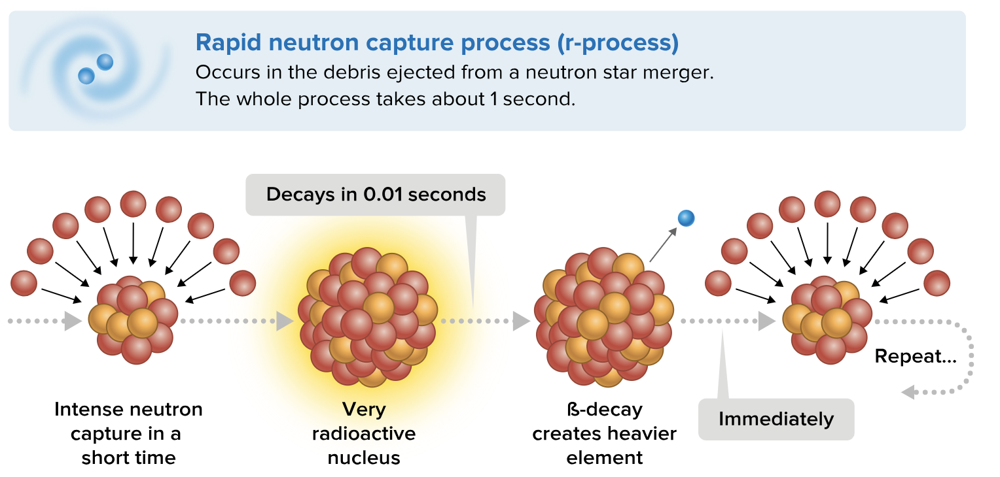 Rapid neutron capture process (r-process)
Occurs in the debris ejected from a neutron star merger.
The whole process takes about 1 second.
Decays in 0.01 seconds
Intense neutron
capture in a
short time
Very
radioactive
nucleus
ß-decay
creates heavier
element
Immediately
Repeat...